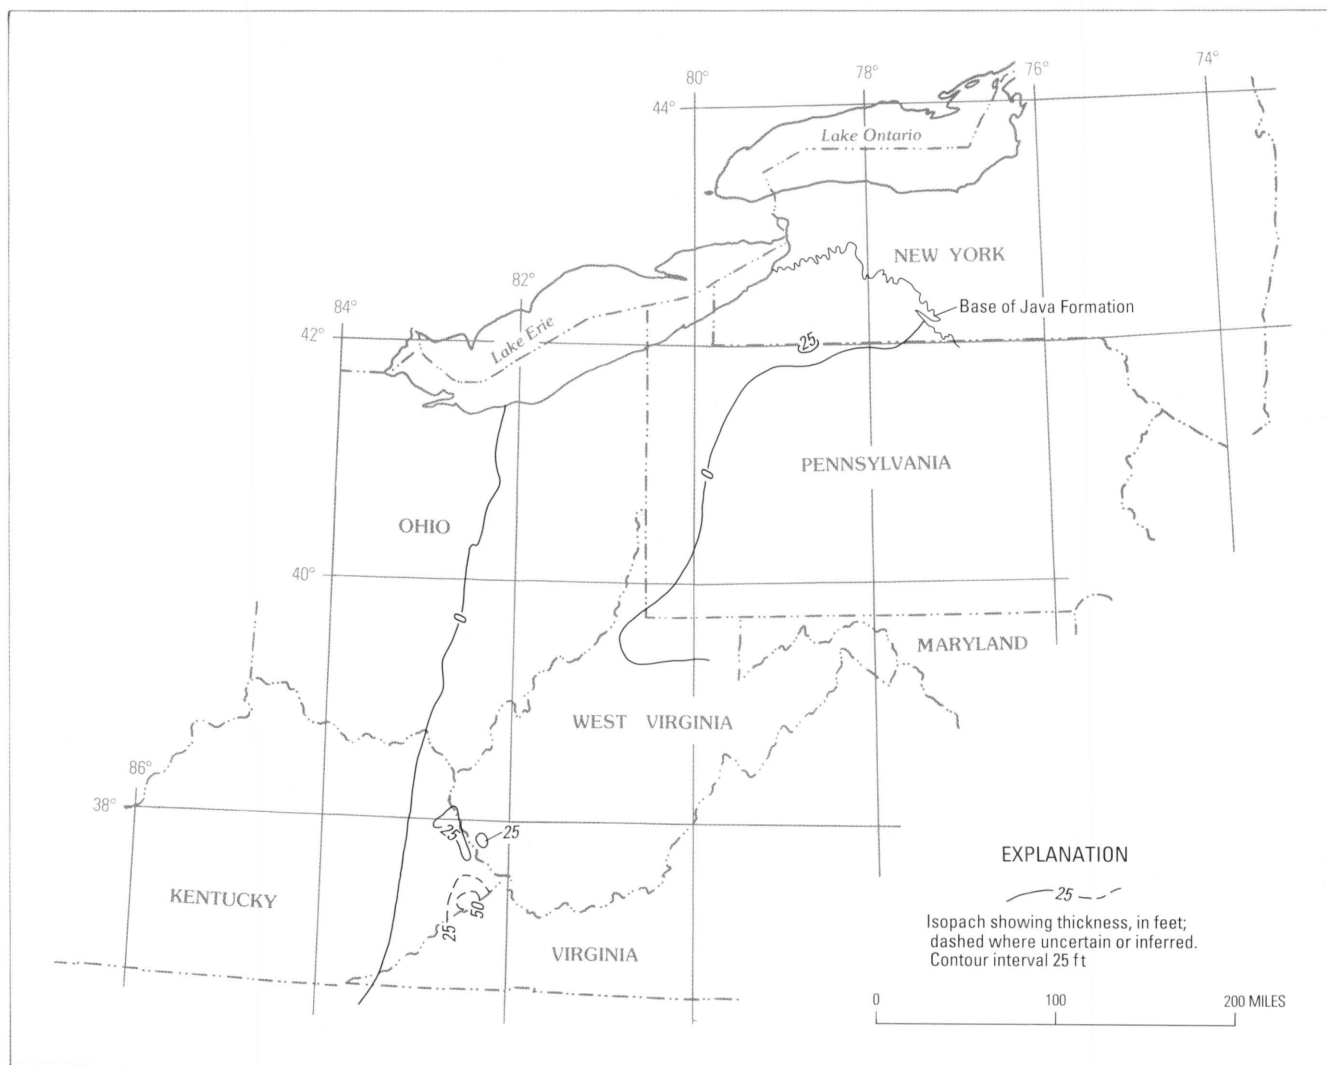 74°
76°
78°
80°
44°
Lake Ontario
NEW YORK
82°
84°
Base of Java Formation
42°
Lake Erie
25
PENNSYLVANIA
0
OHIO
40°
0
MARYLAND
WEST VIRGINIA
86°
38°
25
25
EXPLANATION
KENTUCKY
25
50
25
Isopach showing thickness, in feet;
dashed where uncertain or inferred.
Contour interval 25 ft
VIRGINIA
0 100 200 MILES